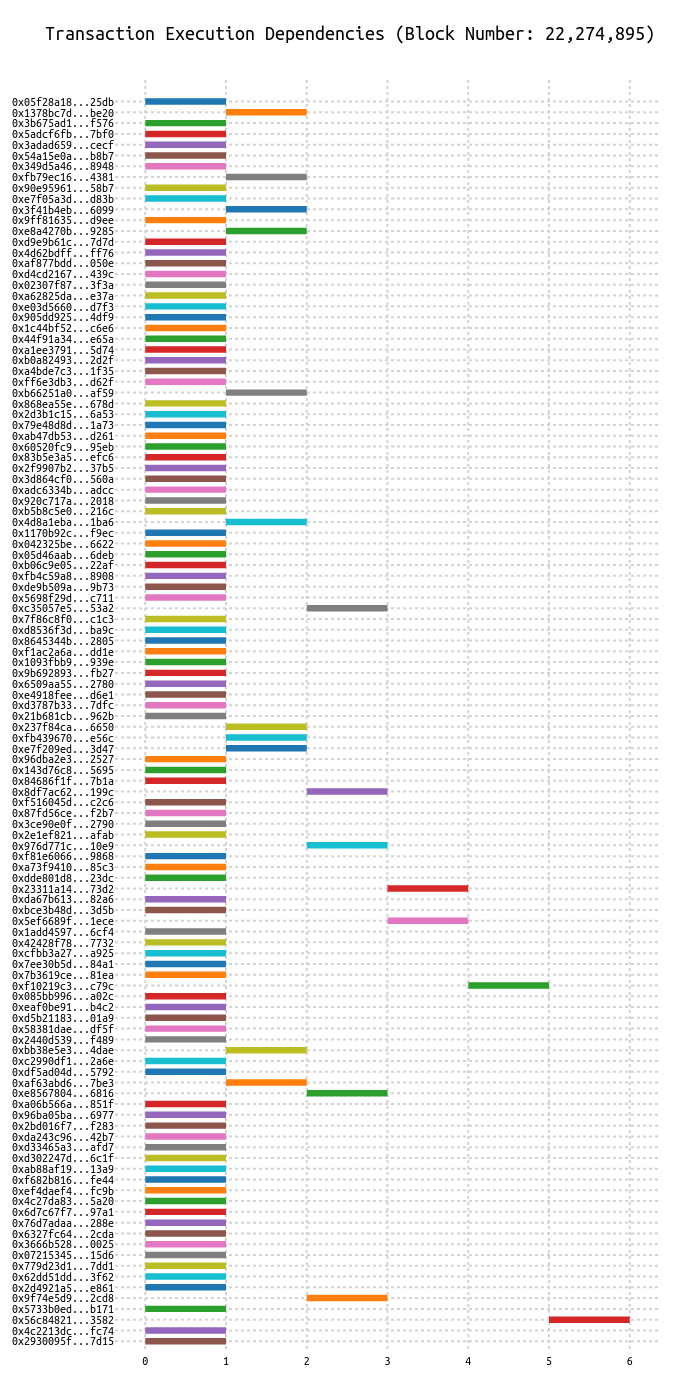 Transaction Execution Dependencies (Block Number: 22,274,895)
0x05f28a18...25db
0x1378bc7d...be20
0x3b675ad1...f576
0x5adcf6fb...7bf0
0x3adad659...cecf
0x54a15e0a...b8b7
0x349d5a46...8948
0xfb79ec16...4381
0x90e95961...58b7
0xe7f05a3d...d83b
0x3f41b4eb...6099
0x9ff81635...d9ee
0xe8a4270b...9285
0xd9e9b61c...7d7d
0x4d62bdff...ff76
0xaf877bdd...050e
0xd4cd2167...439c
0x02307f87...3f3a
0xa62825da...e37a
0xe03d5660...d7f3
0x905dd925...4df9
0x1c44bf52...c6e6
0x44f91a34...e65a
0xa1ee3791...5d74
0xb0a82493...2d2f
0xa4bde7c3...1f35
0xff6e3db3...d62f
0xb66251a0...af59
0x868ea55e...678d
0x2d3b1c15...6a53
0x79e48d8d...1a73
0xab47db53...d261
0x60520fc9...95eb
0x83b5e3a5...efc6
0x2f9907b2...37b5
0x3d864cf0...560a
0xadc6334b...adcc
0x920c717a...2018
0xb5b8c5e0...216c
0x4d8a1eba...1ba6
0x1170b92c...f9ec
0x042325be...6622
0x05d46aab...6deb
0xb06c9e05...22af
0xfb4c59a8...8908
0xde9b509a...9b73
0x5698f29d...c711
0xc35057e5...53a2
0x7f86c8f0...c1c3
0xd8536f3d...ba9c
0x8645344b...2805
0xf1ac2a6a...dd1e
0x1093fbb9...939e
0x9b692893...fb27
0x6509aa55...2780
0xe4918fee...d6e1
0xd3787b33...7dfc
0x21b681cb...962b
0x237f84ca...6650
0xfb439670...e56c
0xe7f209ed...3d47
0x96dba2e3...2527
0x143d76c8...5695
0x84686f1f...7b1a
0x8df7ac62...199c
0xf516045d...c2c6
0x87fd56ce...f2b7
0x3ce90e0f...2790
0x2e1ef821...afab
0x976d771c...10e9
0xf81e6066...9868
0xa73f9410...85c3
0xdde801d8...23dc
0x23311a14...73d2
0xda67b613...82a6
0xbce3b48d...3d5b
0x5ef6689f...1ece
0x1add4597...6cf4
0x42428f78...7732
0xcfbb3a27...a925
0x7ee30b5d...84a1
0x7b3619ce...81ea
0xf10219c3...c79c
0x085bb996...a02c
0xeaf0be91...b4c2
0xd5b21183...01a9
0x58381dae...df5f
0x2440d539...f489
0xbb38e5e3...4dae
0xc2990df1...2a6e
0xdf5ad04d...5792
0xaf63abd6...7be3
0xe8567804...6816
0xa06b566a...851f
0x96ba05ba...6977
0x2bd016f7...f283
0xda243c96...42b7
0xd33465a3...afd7
0xd302247d...6c1f
0xab88af19...13a9
0xf682b816...fe44
0xef4daef4...fc9b
0x4c27da83...5a20
0x6d7c67f7...97a1
0x76d7adaa...288e
0x6327fc64...2cda
0x3666b528...0025
0x07215345...15d6
0x779d23d1...7dd1
0x62dd51dd...3f62
0x2d4921a5...e861
0x9f74e5d9...2cd8
0x5733b0ed...b171
0x56c84821...3582
0x4c2213dc...fc74
0x2930095f...7d15
0 1 2 3 4 5 6